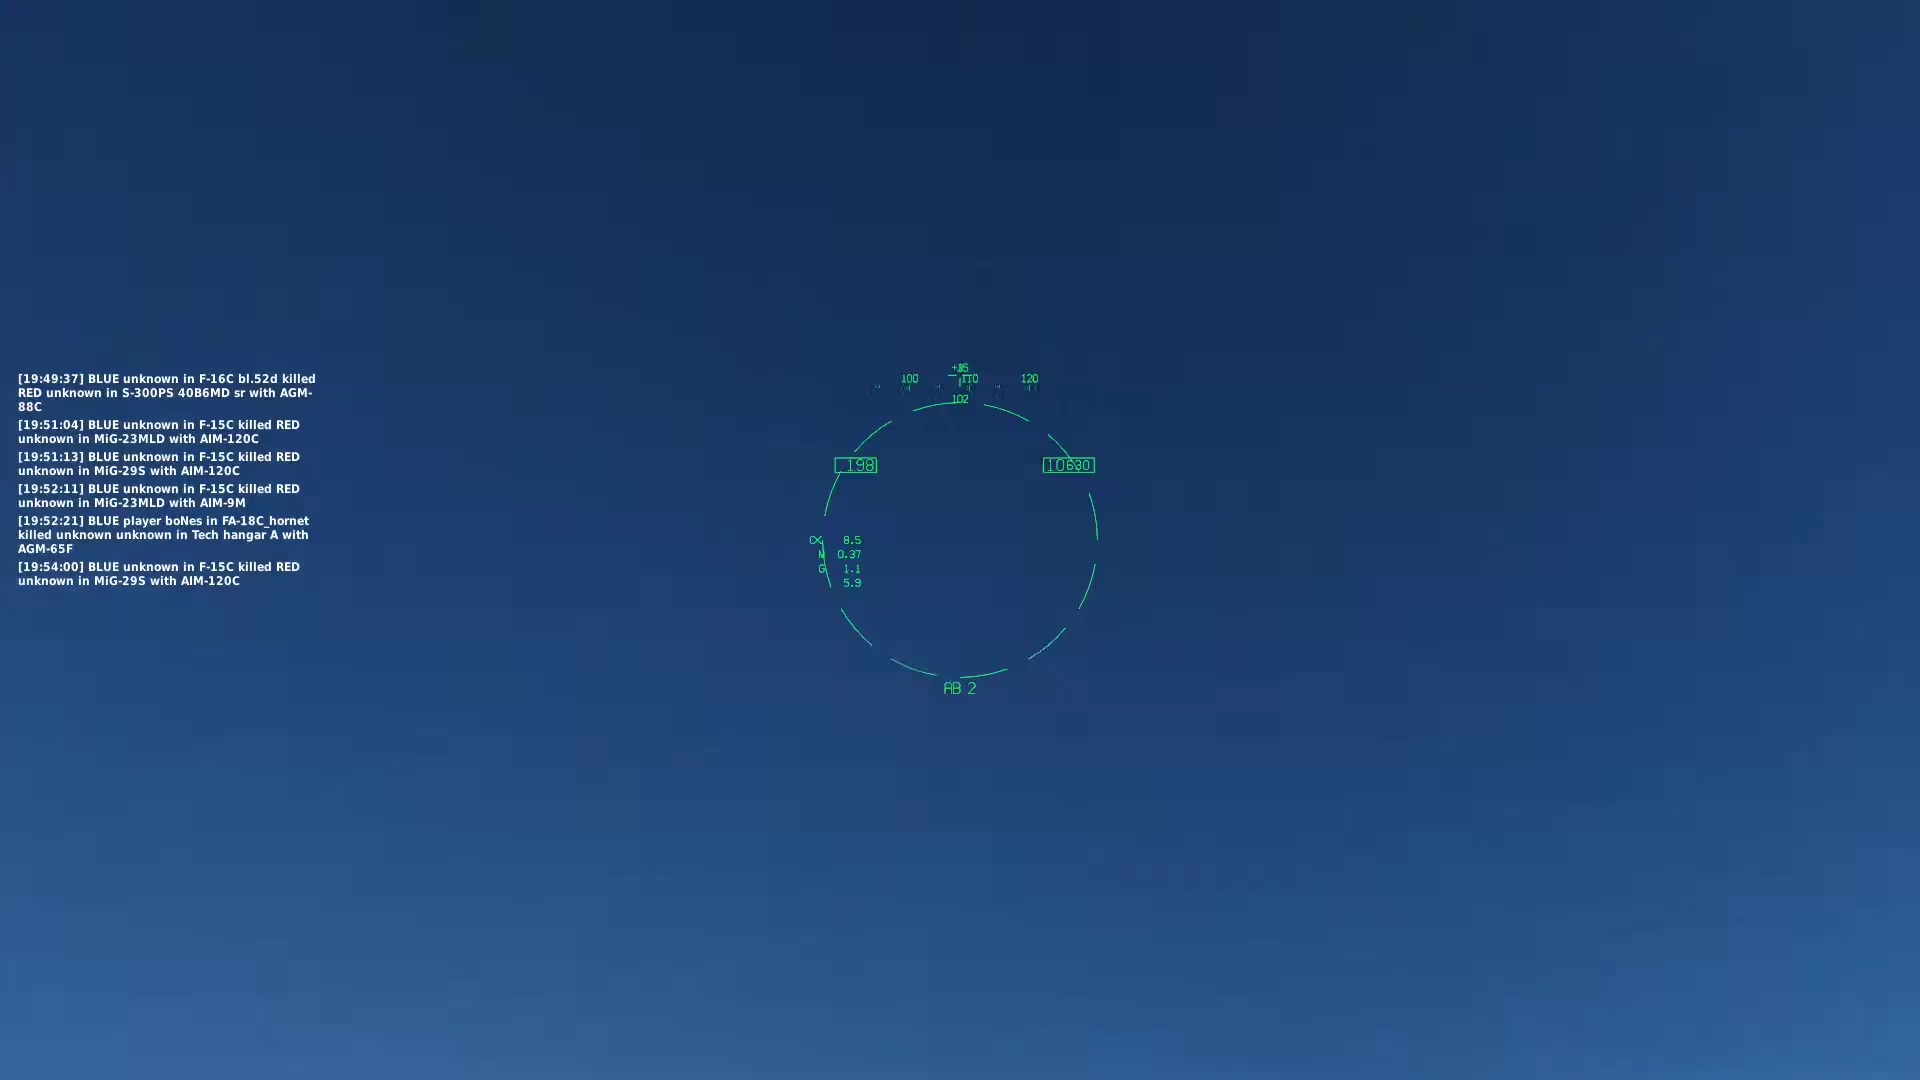 [19:49:37] BLUE unknown in F-16C bl.52d killed
RED unknown in S-300PS 40B6MD sr with AGM-
88C
[19:51:04] BLUE unknown in F-15C killed RED
unknown in MiG-23MLD with AIM-120C
[19:51:13] BLUE unknown in F-15C killed RED
unknown in MiG-29S with AIM-120C
[19:52:11] BLUE unknown in F-15C killed RED
unknown in MiG-23MLD with AIM-9M
[19:52:21] BLUE player boNes in FA-18C_hornet
killed unknown unknown in Tech hangar A with
AGM-65F
[19:54:00] BLUE unknown in F-15C killed RED
unknown in MiG-29S with AIM-120C
100 110 120
102
198 10630
α 8.5
M 0.37
G 1.1
5.9
AB 2